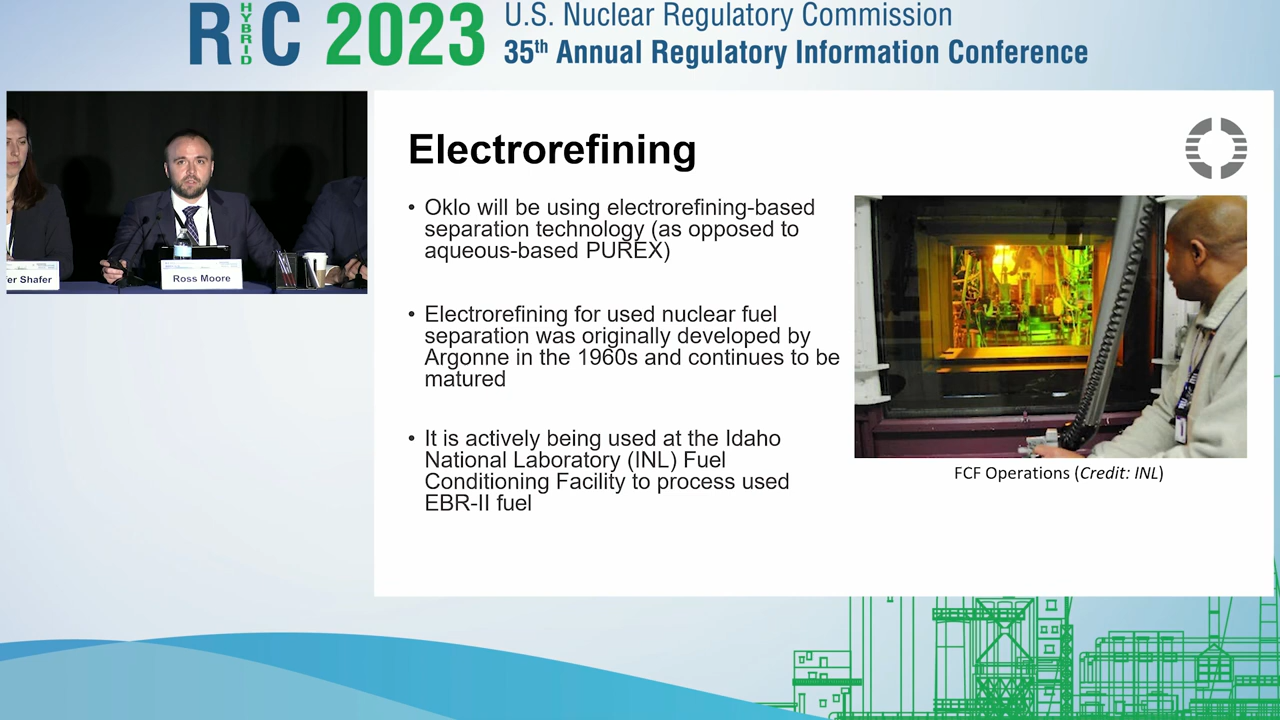 RIC 2023
HYBRID
U.S. Nuclear Regulatory Commission
35th Annual Regulatory Information Conference
fer Shafer
Ross Moore
Electrorefining
• Oklo will be using electrorefining-based
separation technology (as opposed to
aqueous-based PUREX)
• Electrorefining for used nuclear fuel
separation was originally developed by
Argonne in the 1960s and continues to be
matured
• It is actively being used at the Idaho
National Laboratory (INL) Fuel
Conditioning Facility to process used
EBR-II fuel
FCF Operations (Credit: INL)